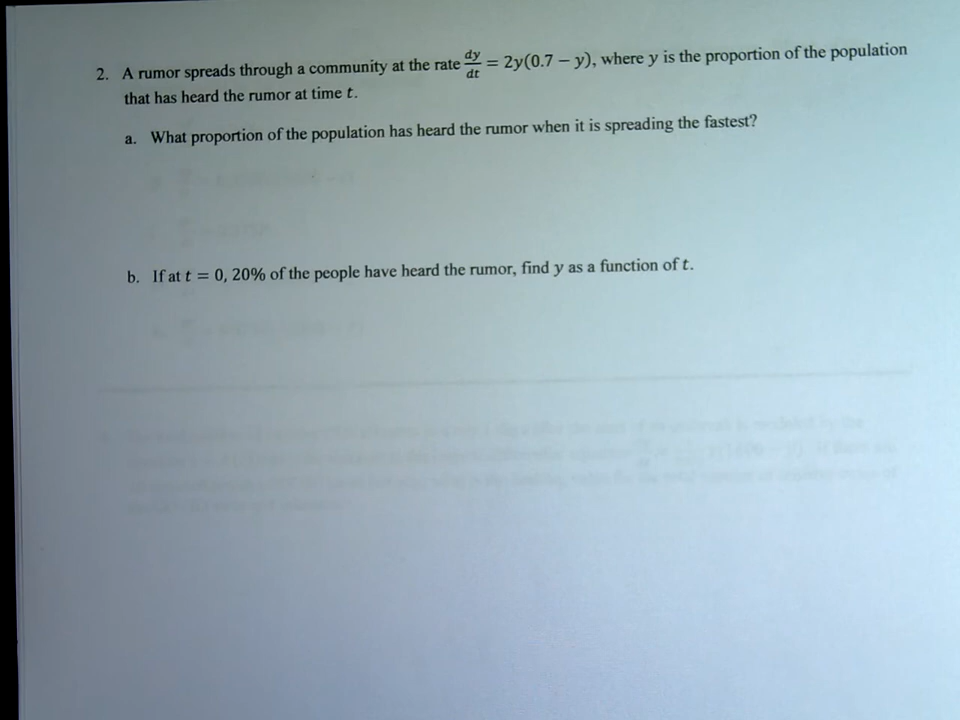 2. A rumor spreads through a community at the rate dy/dt = 2y(0.7 − y), where y is the proportion of the population
that has heard the rumor at time t.
a. What proportion of the population has heard the rumor when it is spreading the fastest?
b. If at t = 0, 20% of the people have heard the rumor, find y as a function of t.